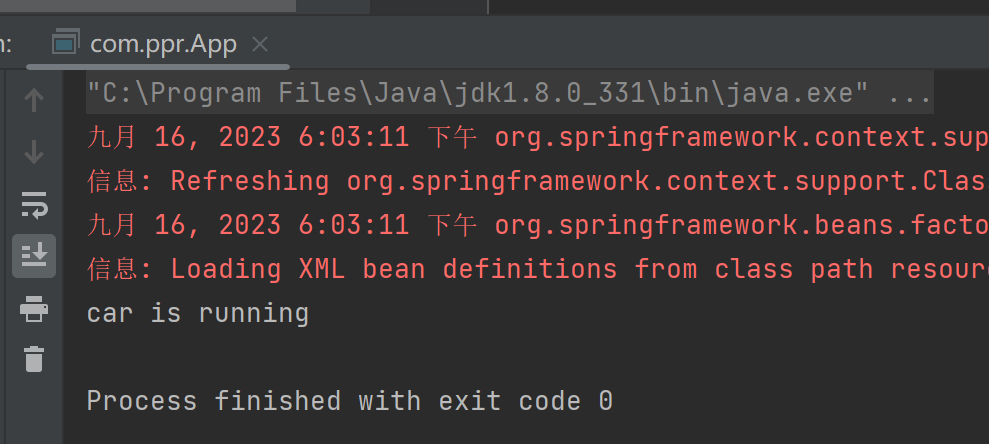 n:
com.ppr.App
"C:\Program Files\Java\jdk1.8.0_331\bin\java.exe" ...
九月 16, 2023 6:03:11 下午 org.springframework.context.sup
信息: Refreshing org.springframework.context.support.Clas
九月 16, 2023 6:03:11 下午 org.springframework.beans.facto
信息: Loading XML bean definitions from class path resour
car is running
Process finished with exit code 0